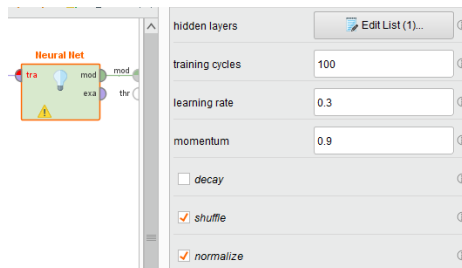 hidden layers
Edit List (1)...
Neural Net
tra
mod
mod
exa
thr
training cycles
100
learning rate
0.3
momentum
0.9
decay
shuffle
normalize